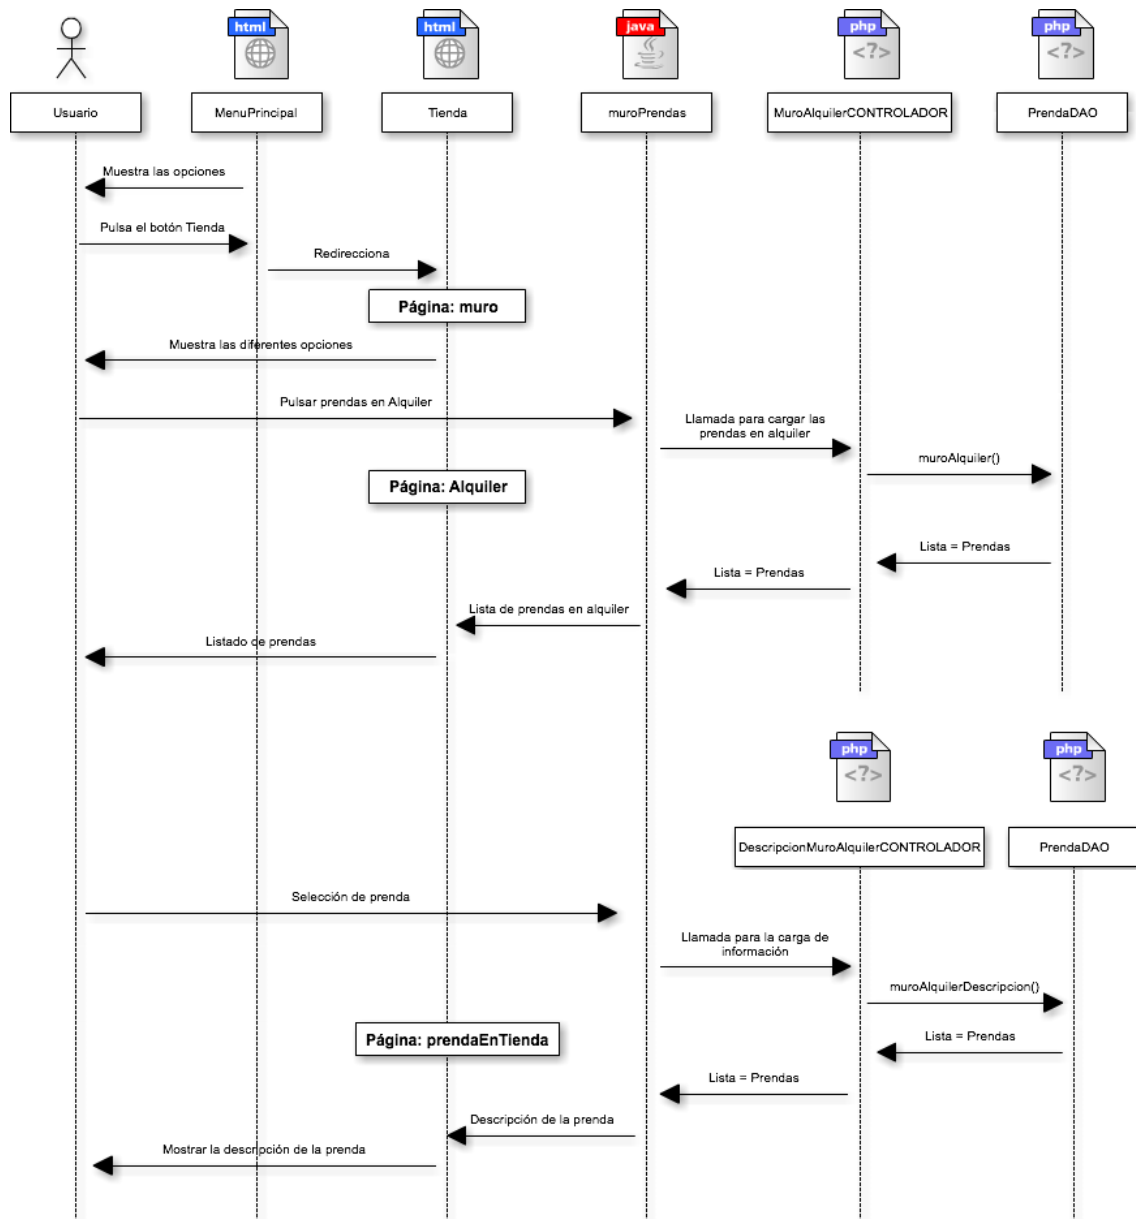 html
html
java
php
<?>
php
<?>
Usuario
MenuPrincipal
Tienda
muroPrendas
MuroAlquilerCONTROLADOR
PrendaDAO
Muestra las opciones
Pulsa el botón Tienda
Redirecciona
Página: muro
Muestra las diferentes opciones
Pulsar prendas en Alquiler
Llamada para cargar las
prendas en alquiler
muroAlquiler()
Página: Alquiler
Lista = Prendas
Lista = Prendas
Lista de prendas en alquiler
Listado de prendas
php
<?>
php
<?>
DescripcionMuroAlquilerCONTROLADOR
PrendaDAO
Selección de prenda
Llamada para la carga de
información
muroAlquilerDescripcion()
Página: prendaEnTienda
Lista = Prendas
Lista = Prendas
Descripción de la prenda
Mostrar la descripción de la prenda